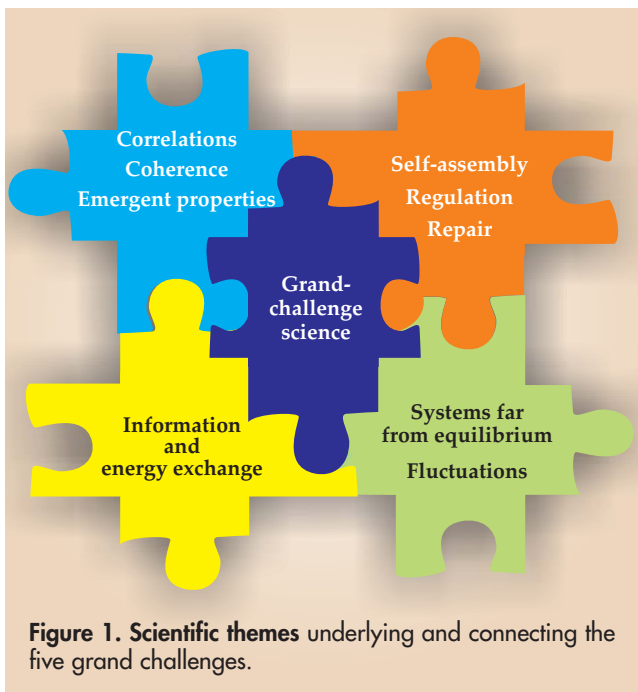 Correlations
Coherence
Emergent properties
Self-assembly
Regulation
Repair
Grand-
challenge
science
Information
and
energy exchange
Systems far
from equilibrium
Fluctuations
Figure 1. Scientific themes underlying and connecting the
five grand challenges.